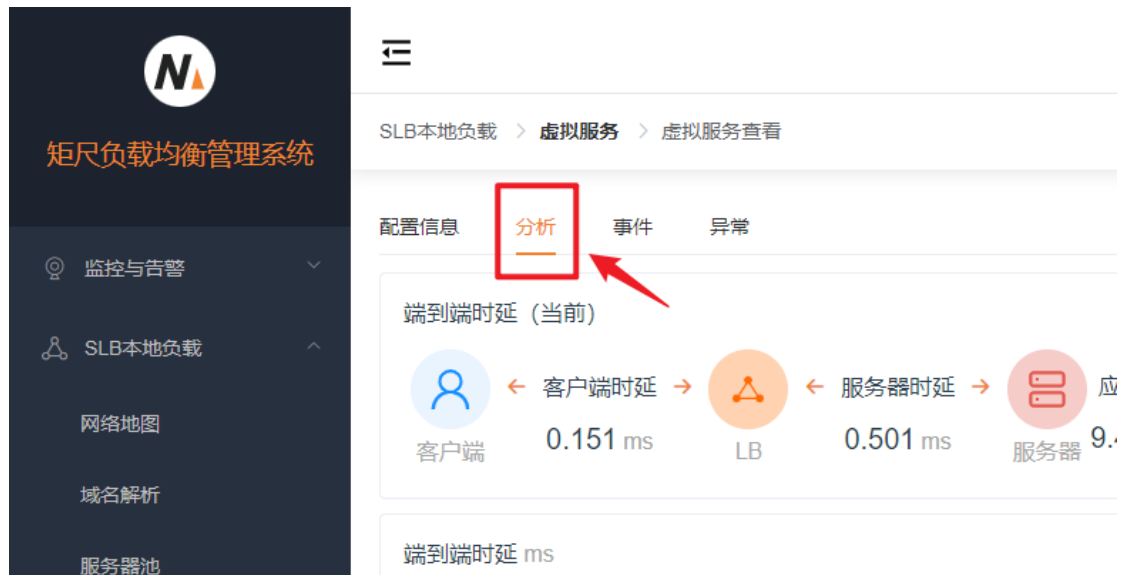 矩尺负载均衡管理系统
监控与告警
SLB本地负载
网络地图
域名解析
服务器池
SLB本地负载 > 虚拟服务 > 虚拟服务查看
配置信息 分析 事件 异常
端到端时延（当前）
客户端时延 服务器时延 应
0.151 ms 0.501 ms 9.
客户端 LB 服务器
端到端时延 ms